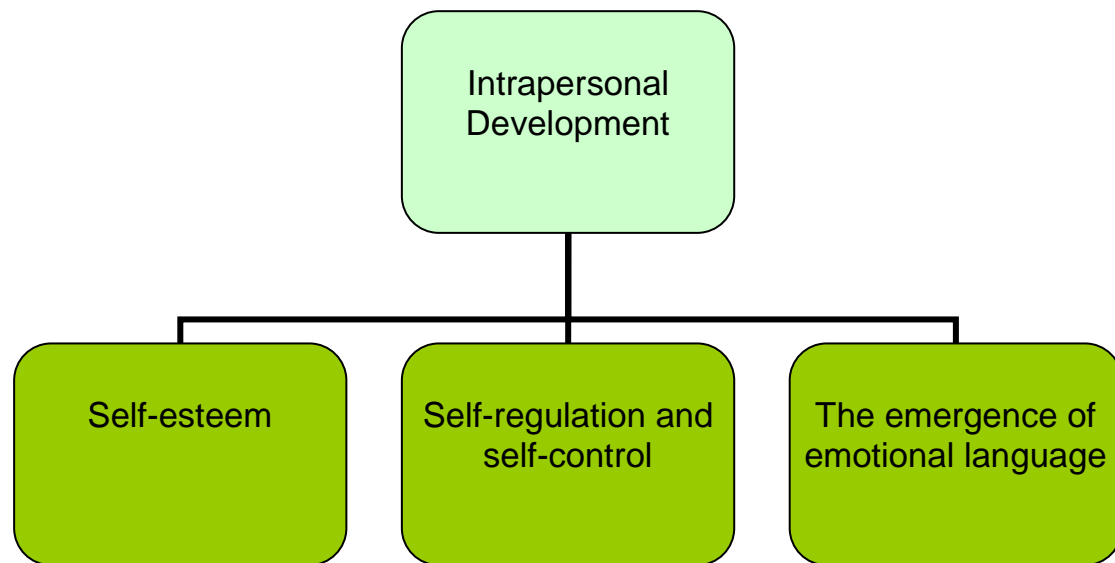 Intrapersonal
Development
Self-esteem
Self-regulation and
self-control
The emergence of
emotional language